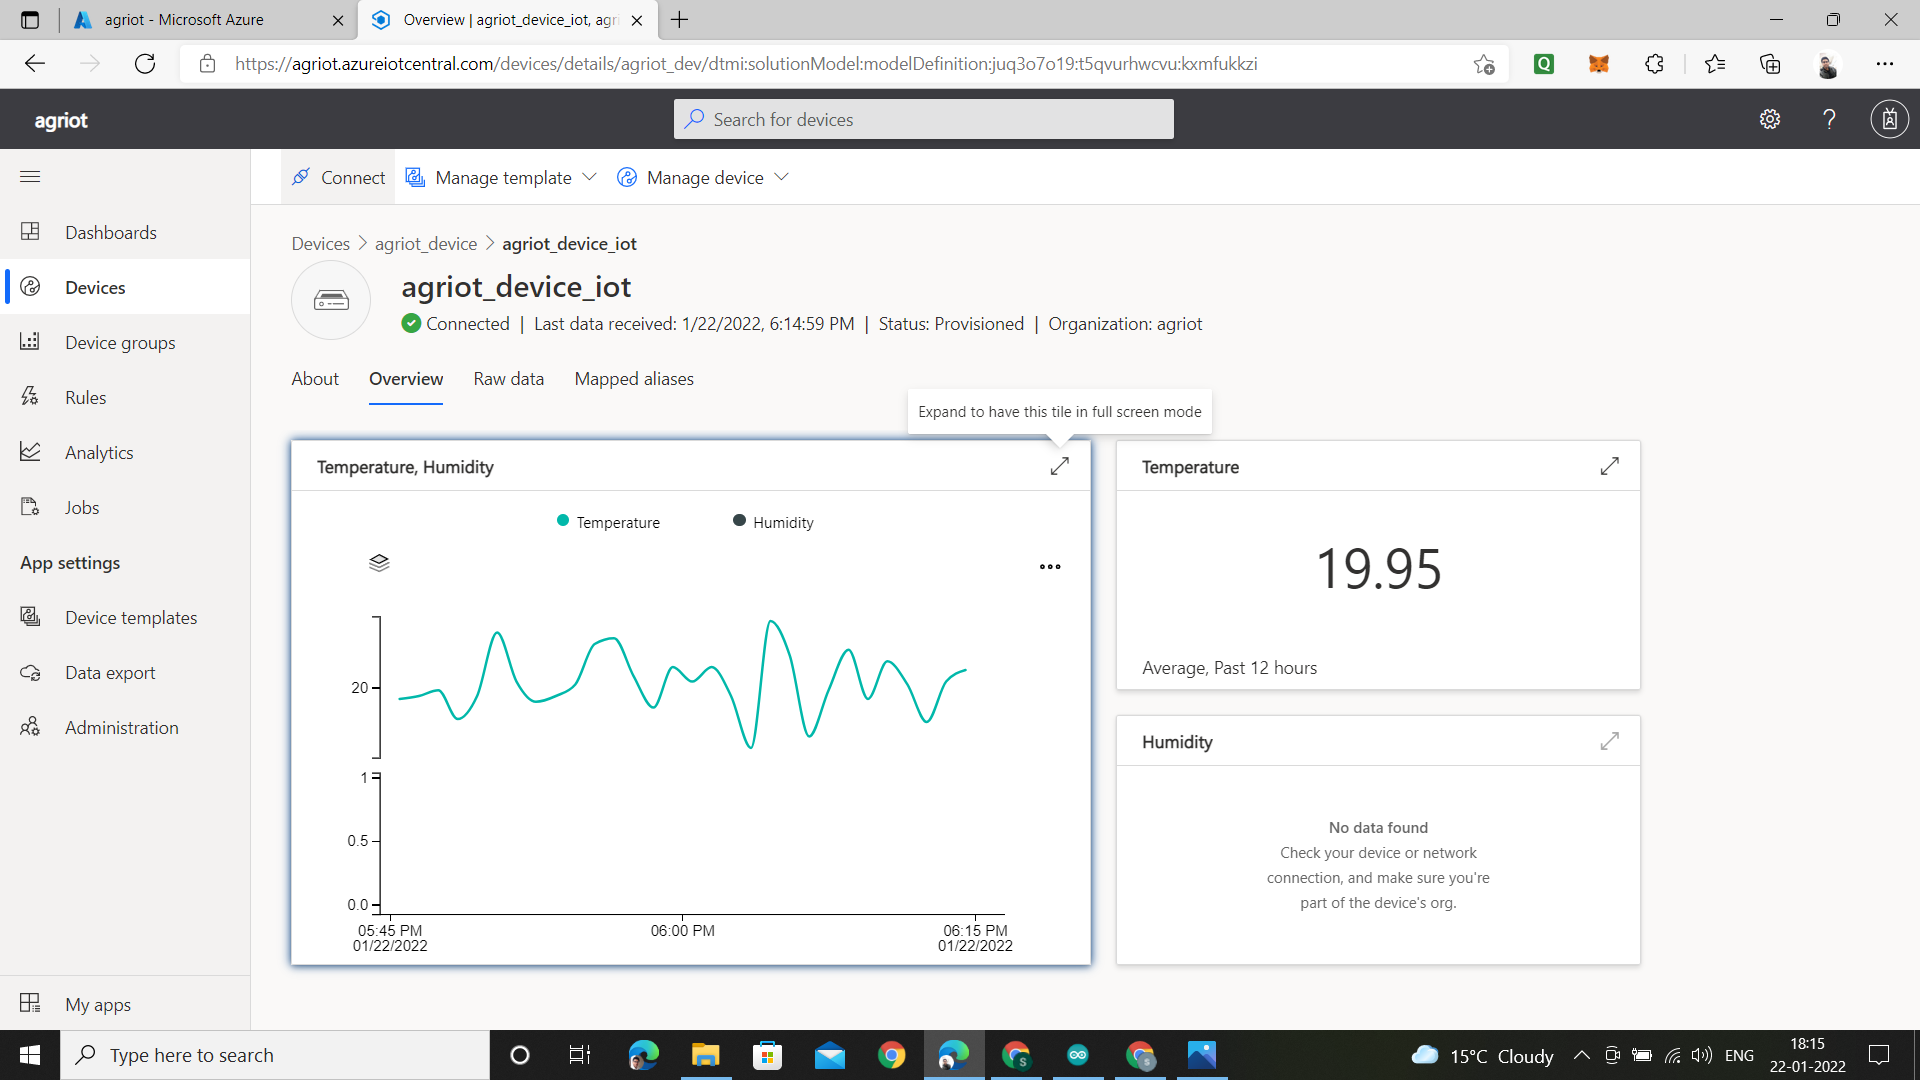 agriot - Microsoft Azure
Overview | agriot_device_iot, agri
https://agriot.azureiotcentral.com/devices/details/agriot_dev/dtmi:solutionModel:modelDefinition:juq3o7o19:t5qvurhwcvu:kxmfukkzi
Q
agriot
Search for devices
?
Connect
Manage template
Manage device
Dashboards
Devices
Device groups
Rules
Analytics
Jobs
App settings
Device templates
Data export
Administration
My apps
Devices > agriot_device > agriot_device_iot
agriot_device_iot
Connected | Last data received: 1/22/2022, 6:14:59 PM | Status: Provisioned | Organization: agriot
About
Overview
Raw data
Mapped aliases
Expand to have this tile in full screen mode
Temperature, Humidity
Temperature
Humidity
20
1
0.5
0.0
05:45 PM
01/22/2022
06:00 PM
06:15 PM
01/22/2022
Temperature
19.95
Average, Past 12 hours
Humidity
No data found
Check your device or network
connection, and make sure you're
part of the device's org.
Type here to search
S
S
15°C Cloudy
ENG
18:15
22-01-2022